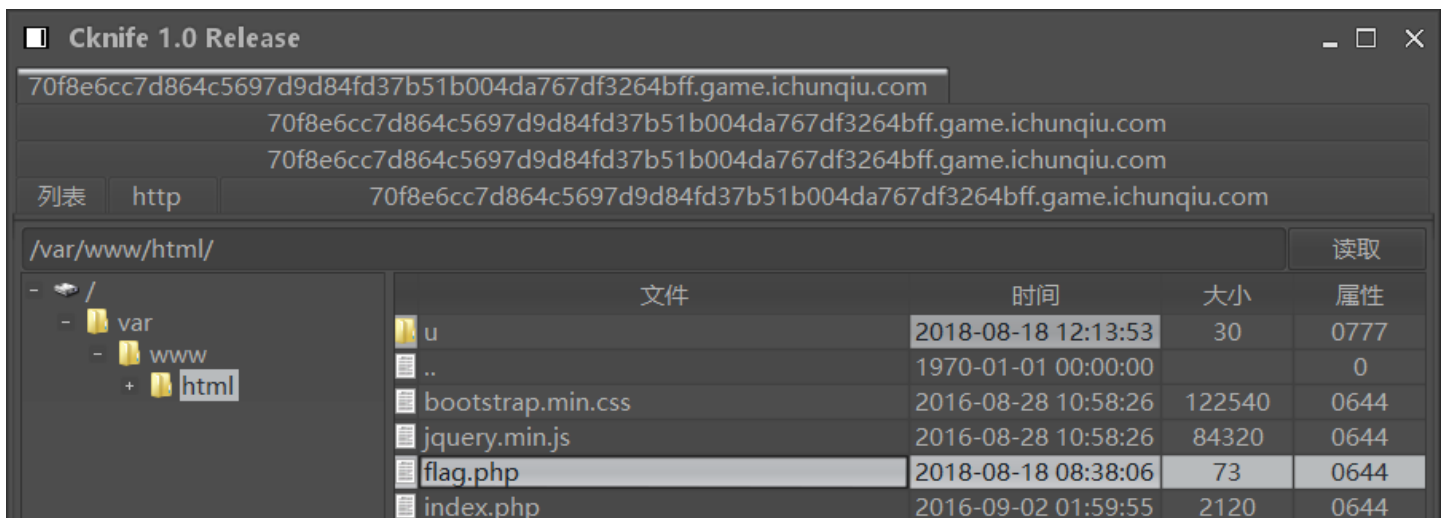 Cknife 1.0 Release
70f8e6cc7d864c5697d9d84fd37b51b004da767df3264bff.game.ichunqiu.com
70f8e6cc7d864c5697d9d84fd37b51b004da767df3264bff.game.ichunqiu.com
70f8e6cc7d864c5697d9d84fd37b51b004da767df3264bff.game.ichunqiu.com
列表 http 70f8e6cc7d864c5697d9d84fd37b51b004da767df3264bff.game.ichunqiu.com
/var/www/html/ 读取
/ 文件 时间 大小 属性
var u 2018-08-18 12:13:53 30 0777
www .. 1970-01-01 00:00:00 0
html bootstrap.min.css 2016-08-28 10:58:26 122540 0644
jquery.min.js 2016-08-28 10:58:26 84320 0644
flag.php 2018-08-18 08:38:06 73 0644
index.php 2016-09-02 01:59:55 2120 0644